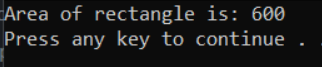 Area of rectangle is: 600
Press any key to continue . .